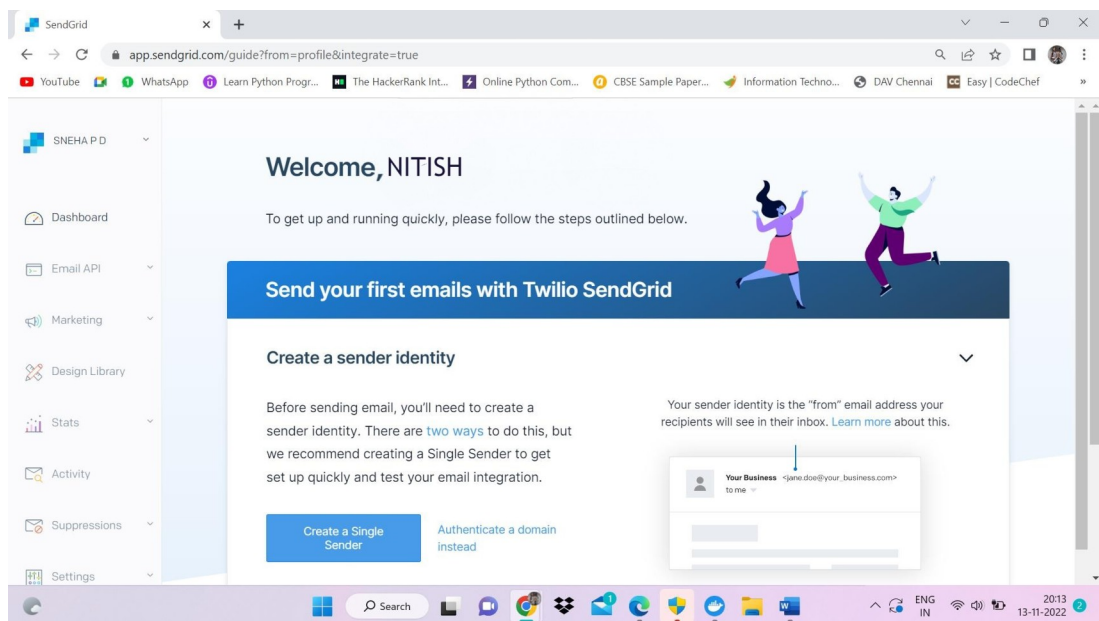 SendGrid
app.sendgrid.com/guide?from=profile&integrate=true
YouTube WhatsApp Learn Python Progr... The HackerRank Int... Online Python Com... CBSE Sample Paper... Information Techno... DAV Chennai Easy | CodeChef »
SNEHA P D
Welcome, NITISH
To get up and running quickly, please follow the steps outlined below.
Dashboard
Email API
Marketing
Design Library
Stats
Activity
Suppressions
Settings
Send your first emails with Twilio SendGrid
Create a sender identity
Before sending email, you'll need to create a
sender identity. There are two ways to do this, but
we recommend creating a Single Sender to get
set up quickly and test your email integration.
Create a Single
Sender
Authenticate a domain
instead
Your sender identity is the "from" email address your
recipients will see in their inbox. Learn more about this.
Your Business <jane.doe@your_business.com>
to me
Search
ENG
IN
20:13
13-11-2022
2